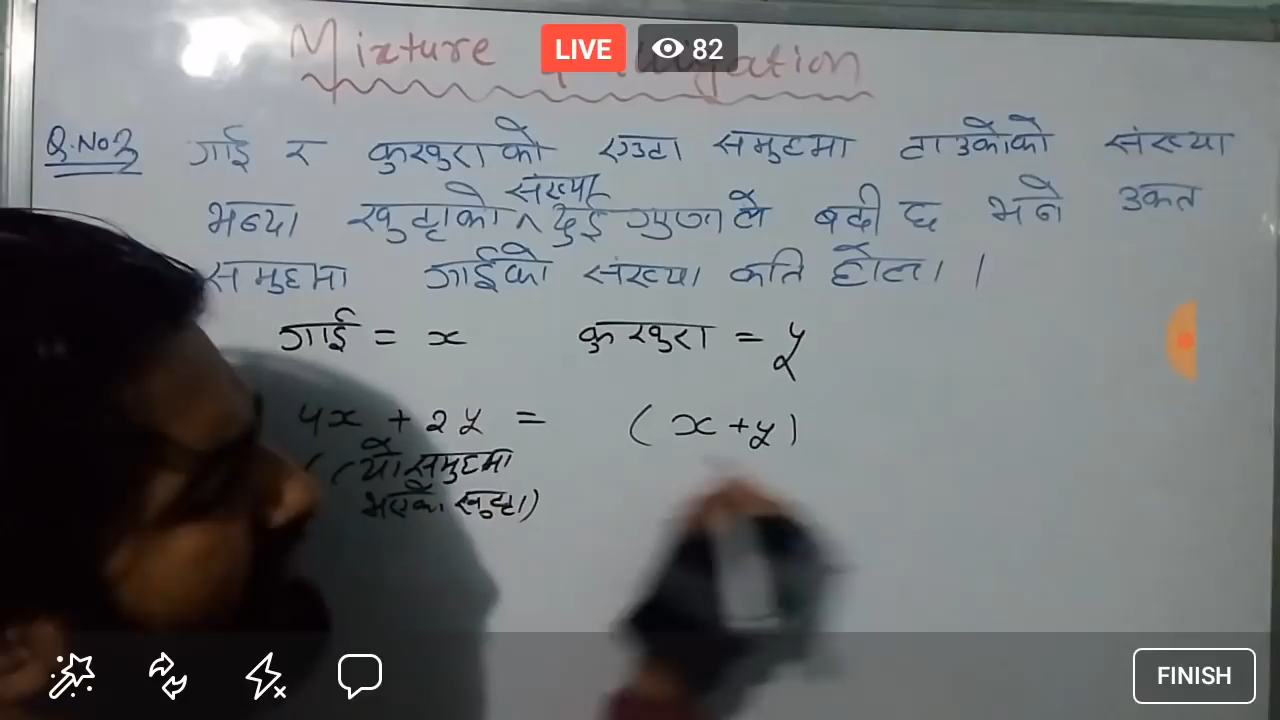 LIVE 82
Mixture
Q.No2 गाई र कुखुराको एउटा समुहमा टाउकोको संख्या
संख्या
भन्दा खुट्टाको ^ दुई गुणाले बढी छ भने उक्त
समुहमा गाईको संख्या कति होला ।
गाई = x कुखुरा = y
4x + 2y = (x + y)
(यो समुहमा
भएको खुट्टा)
FINISH